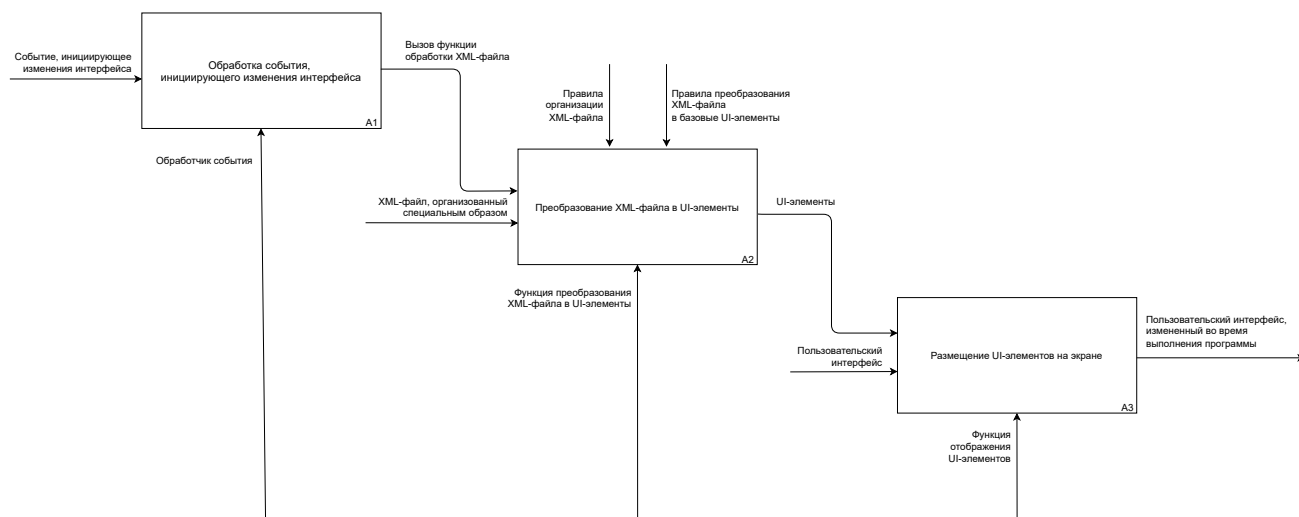 Событие, инициирующее
изменения интерфейса
Обработка события,
инициирующего изменения интерфейса
A1
Вызов функции
обработки XML-файла
Обработчик события
Правила
организации
XML-файла
Правила преобразования
XML-файла
в базовые UI-элементы
XML-файл, организованный
специальным образом
Преобразование XML-файла в UI-элементы
A2
UI-элементы
Функция преобразования
XML-файла в UI-элементы
Пользовательский
интерфейс
Размещение UI-элементов на экране
A3
Пользовательский интерфейс,
измененный во время
выполнения программы
Функция
отображения
UI-элементов